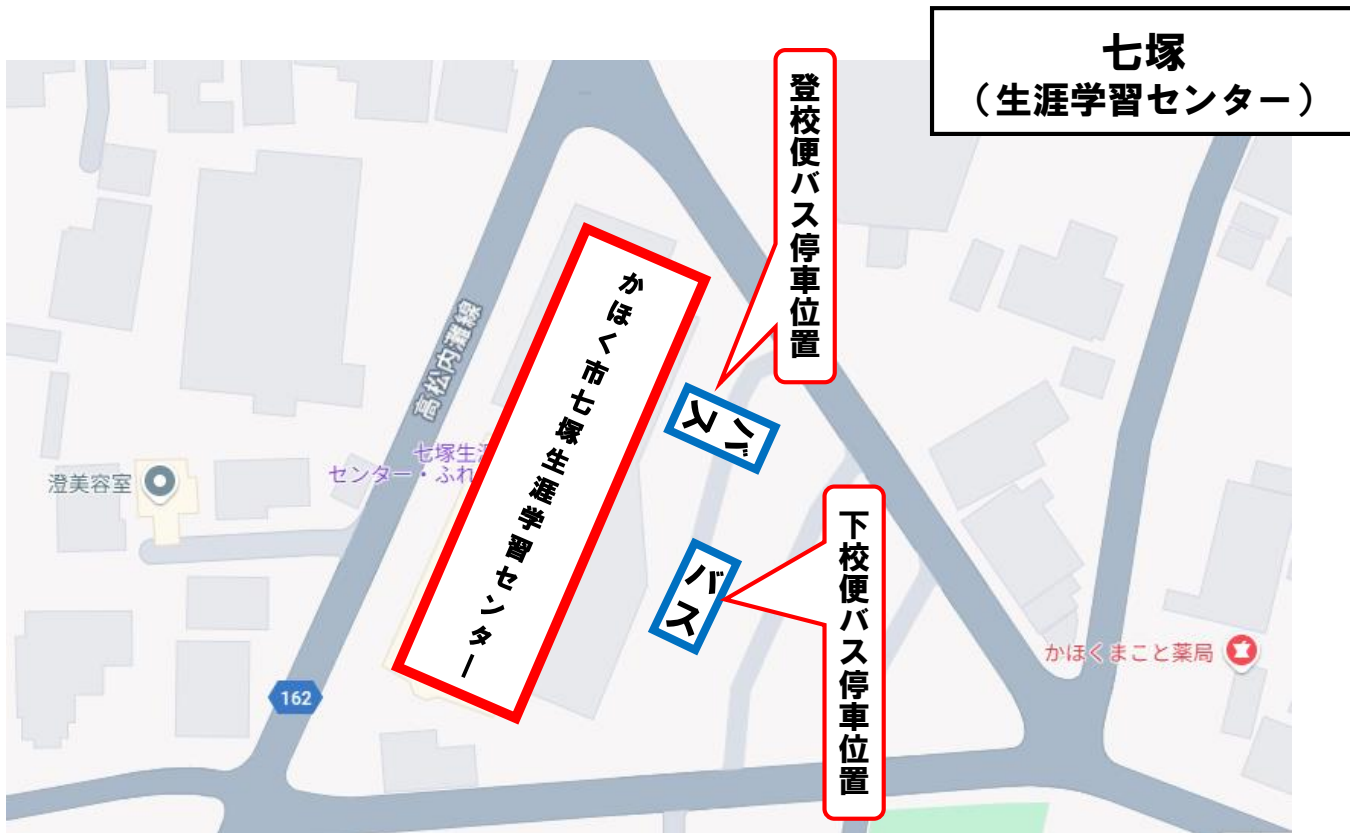 七塚
（生涯学習センター）
登校便バス停車位置
かほく市七塚生涯学習センター
高松内灘線
バス
七塚生
センター・ふれ
澄美容室
下校便バス停車位置
バス
かほくまこと薬局
162